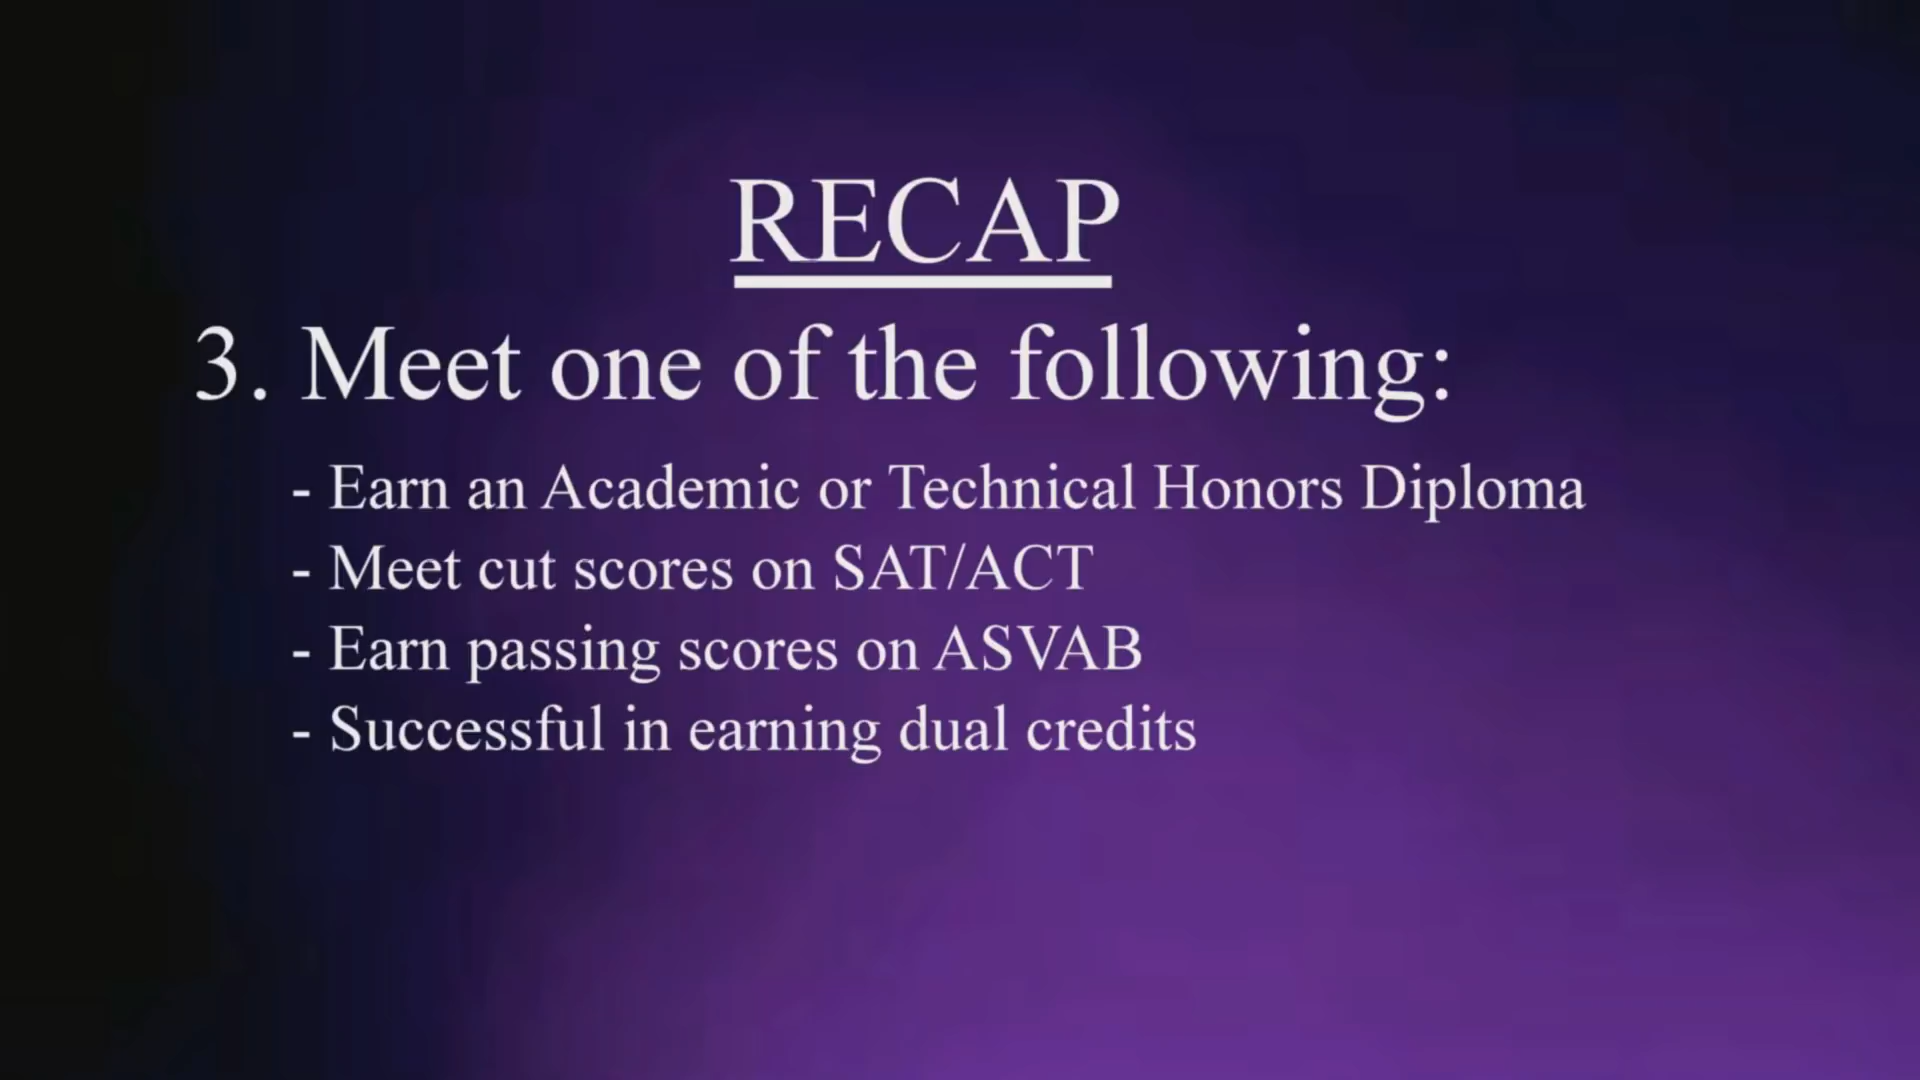 RECAP
3. Meet one of the following:
- Earn an Academic or Technical Honors Diploma
- Meet cut scores on SAT/ACT
- Earn passing scores on ASVAB
- Successful in earning dual credits